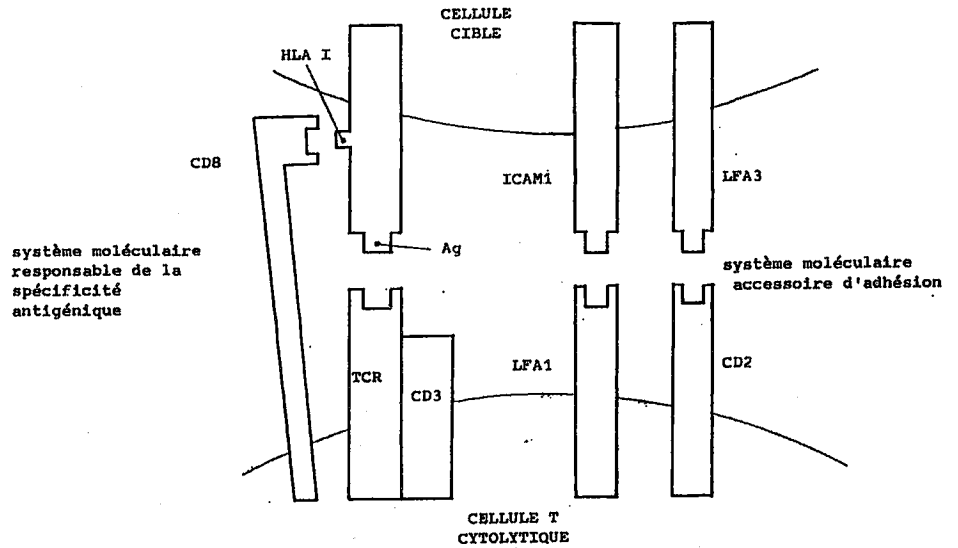 CELLULE
CIBLE
HLA I
CD8
ICAM1
LFA3
Ag
système moléculaire
responsable de la
spécificité
antigénique
système moléculaire
accessoire d'adhésion
TCR
CD3
LFA1
CD2
CELLULE T
CYTOLYTIQUE